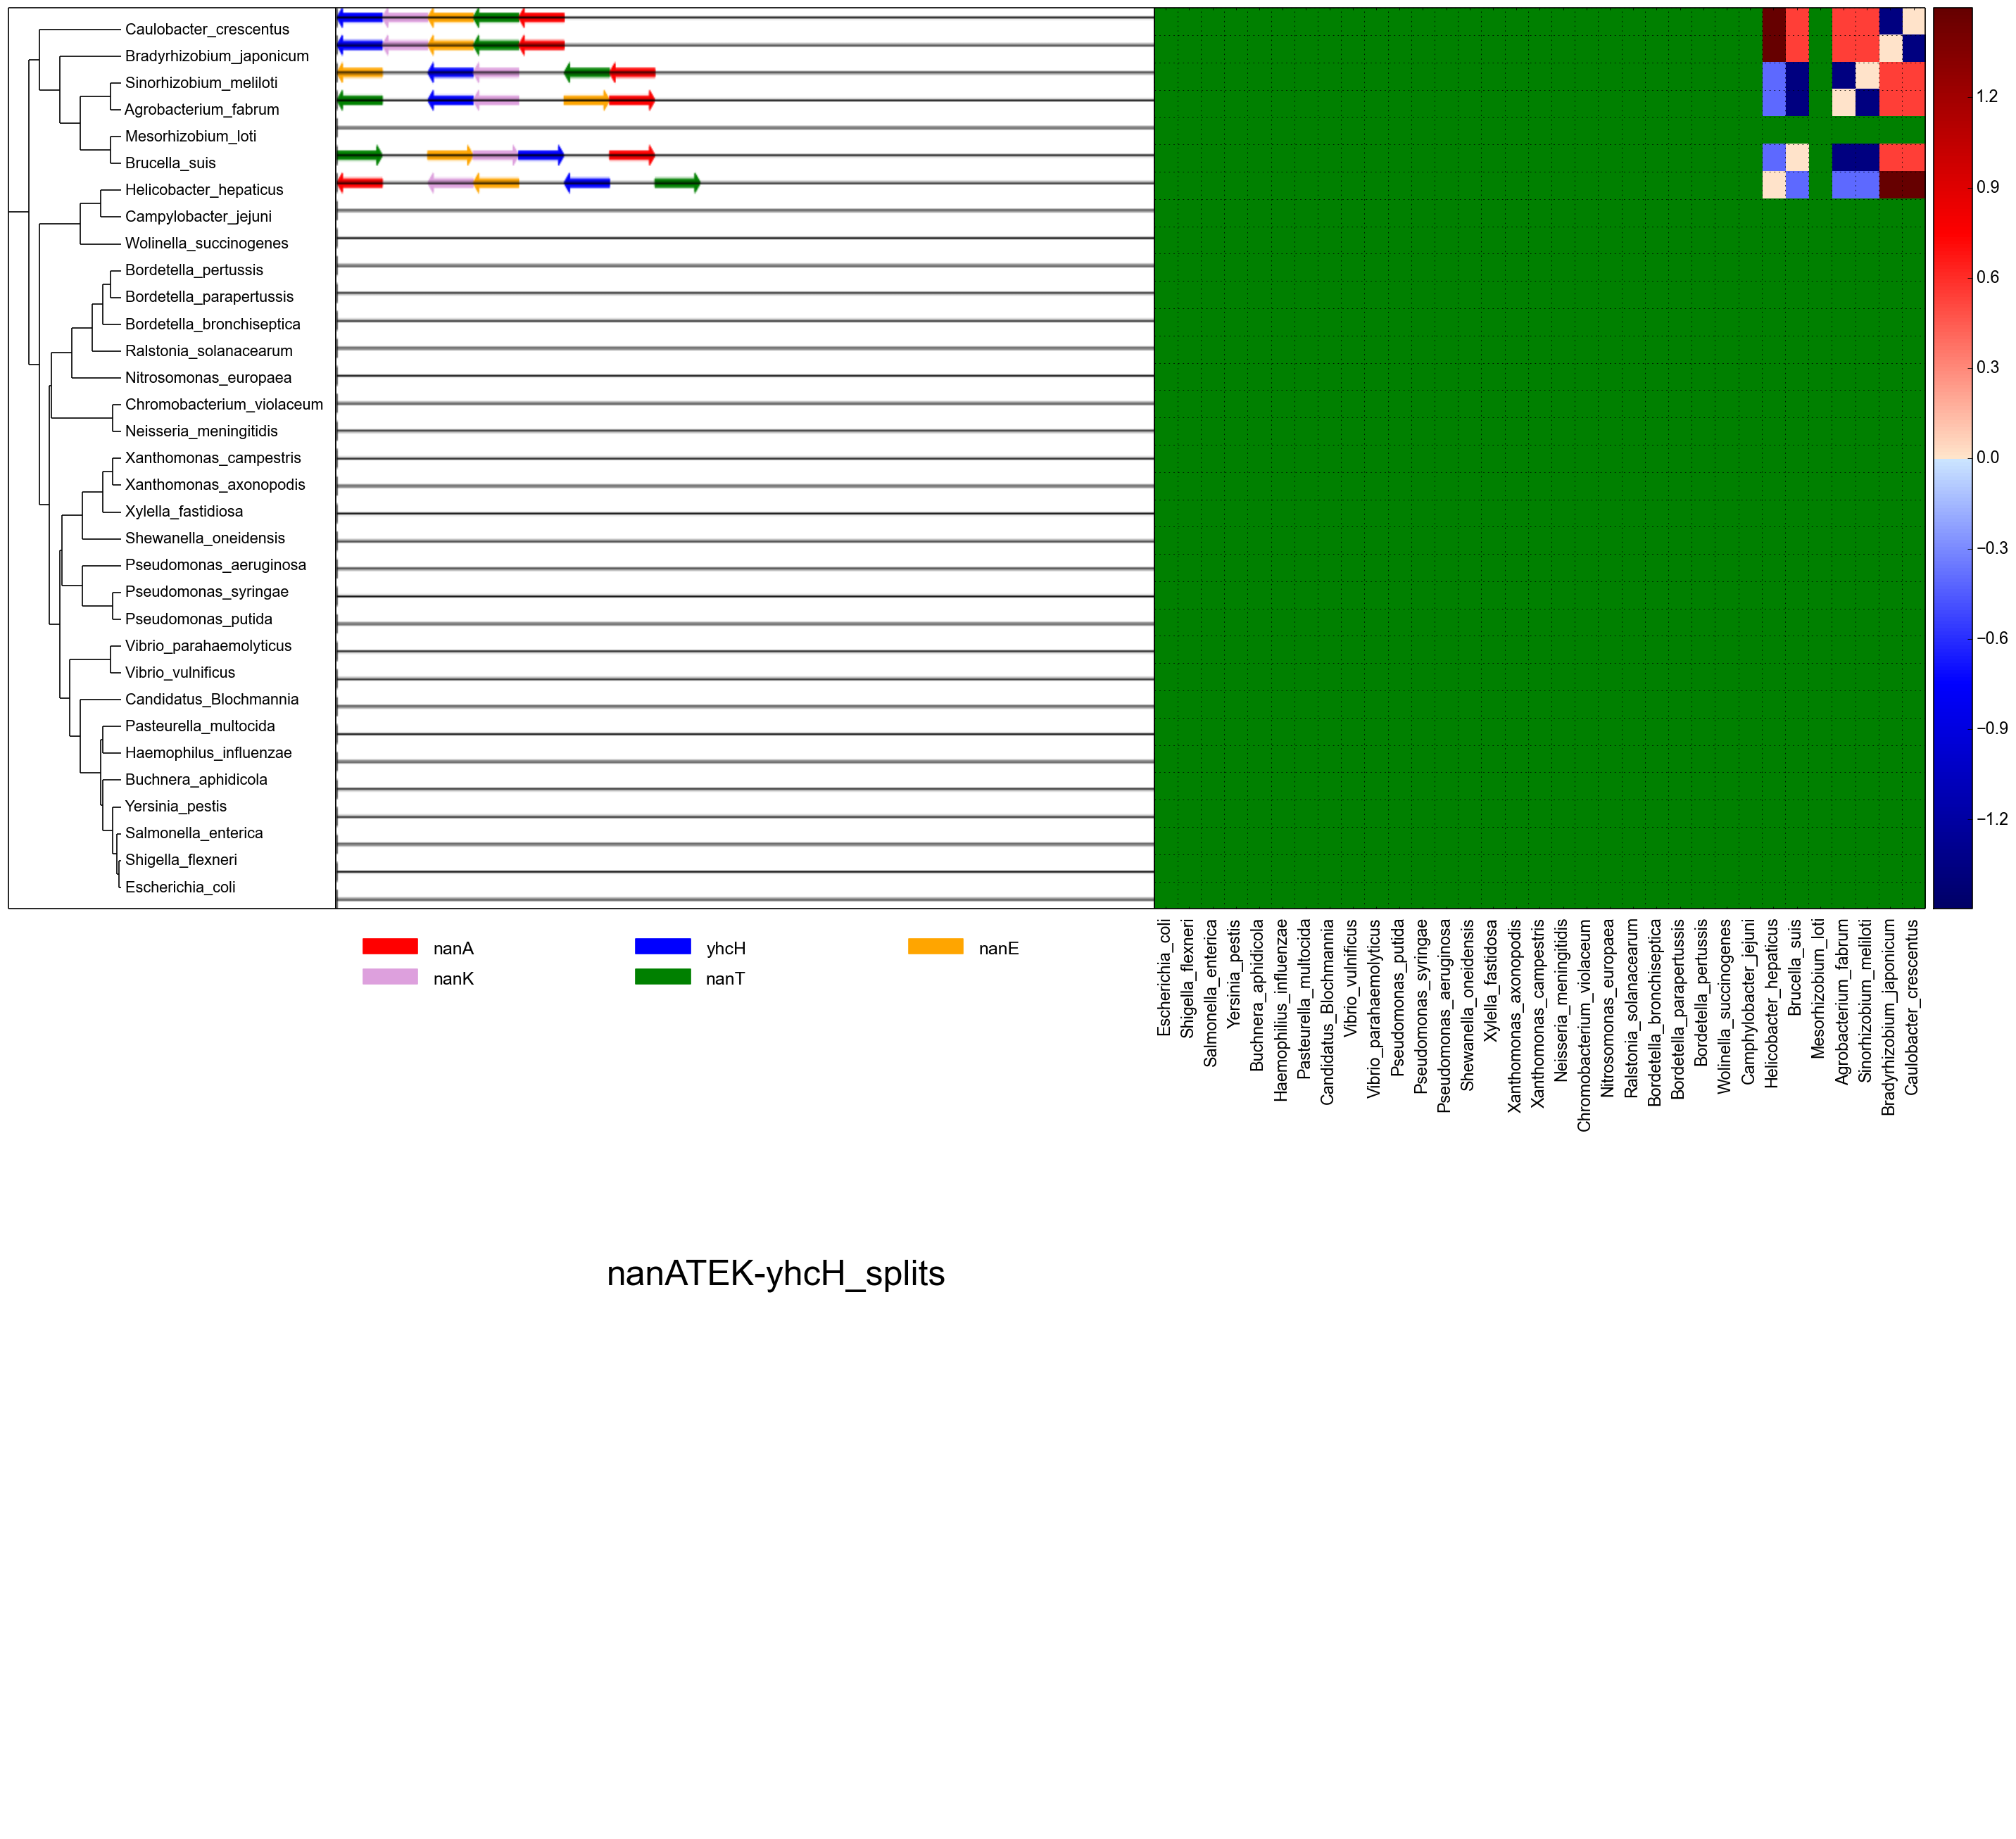 Caulobacter_crescentus
Bradyrhizobium_japonicum
Sinorhizobium_meliloti
Agrobacterium_fabrum
Mesorhizobium_loti
Brucella_suis
Helicobacter_hepaticus
Campylobacter_jejuni
Wolinella_succinogenes
Bordetella_pertussis
Bordetella_parapertussis
Bordetella_bronchiseptica
Ralstonia_solanacearum
Nitrosomonas_europaea
Chromobacterium_violaceum
Neisseria_meningitidis
Xanthomonas_campestris
Xanthomonas_axonopodis
Xylella_fastidiosa
Shewanella_oneidensis
Pseudomonas_aeruginosa
Pseudomonas_syringae
Pseudomonas_putida
Vibrio_parahaemolyticus
Vibrio_vulnificus
Candidatus_Blochmannia
Pasteurella_multocida
Haemophilus_influenzae
Buchnera_aphidicola
Yersinia_pestis
Salmonella_enterica
Shigella_flexneri
Escherichia_coli
1.2
0.9
0.6
0.3
0.0
−0.3
−0.6
−0.9
−1.2
nanA
yhcH
nanE
nanK
nanT
Escherichia_coli
Shigella_flexneri
Salmonella_enterica
Yersinia_pestis
Buchnera_aphidicola
Haemophilus_influenzae
Pasteurella_multocida
Candidatus_Blochmannia
Vibrio_vulnificus
Vibrio_parahaemolyticus
Pseudomonas_putida
Pseudomonas_syringae
Pseudomonas_aeruginosa
Shewanella_oneidensis
Xylella_fastidiosa
Xanthomonas_axonopodis
Xanthomonas_campestris
Neisseria_meningitidis
Chromobacterium_violaceum
Nitrosomonas_europaea
Ralstonia_solanacearum
Bordetella_bronchiseptica
Bordetella_parapertussis
Bordetella_pertussis
Wolinella_succinogenes
Camphylobacter_jejuni
Helicobacter_hepaticus
Brucella_suis
Mesorhizobium_loti
Agrobacterium_fabrum
Sinorhizobium_meliloti
Bradyrhizobium_japonicum
Caulobacter_crescentus
nanATEK-yhcH_splits